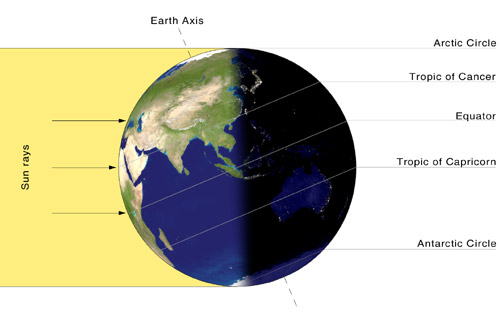 Earth Axis
Arctic Circle
Tropic of Cancer
Equator
Tropic of Capricorn
Antarctic Circle
Sun rays